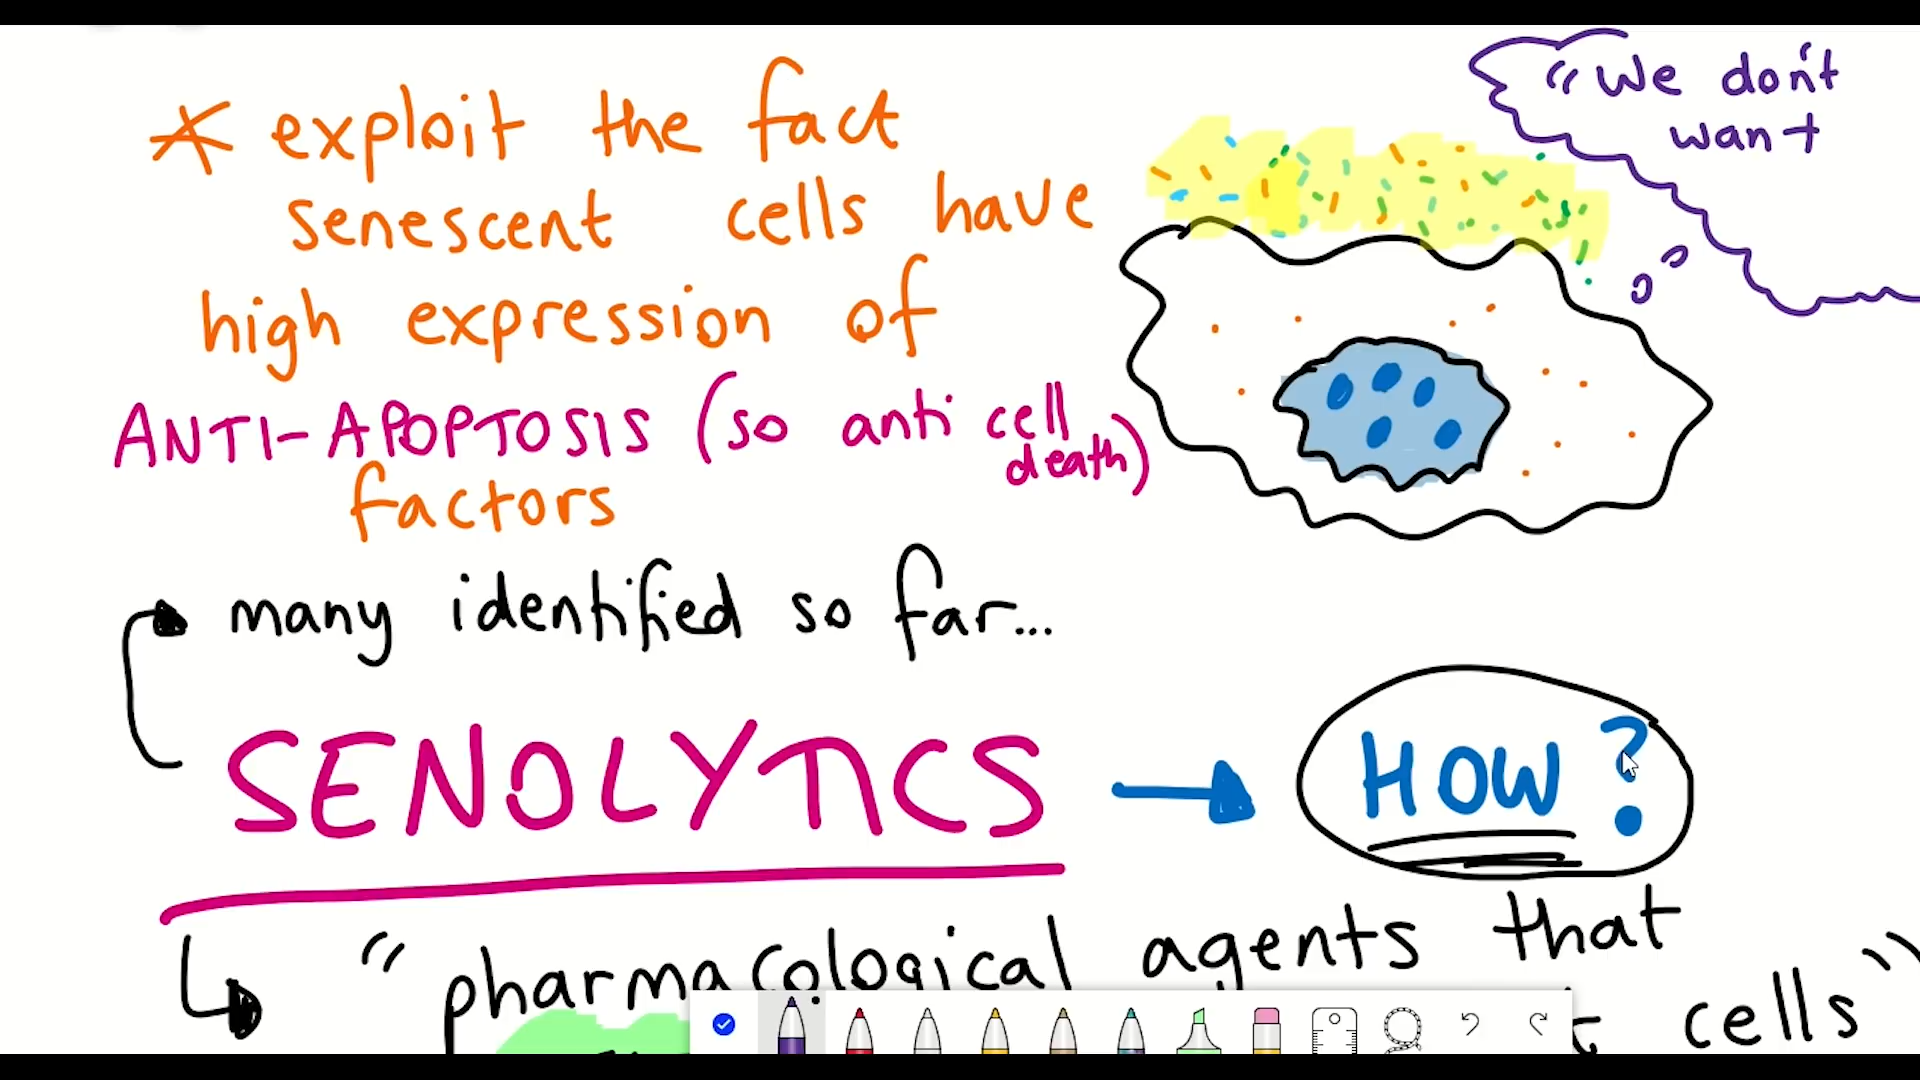 * exploit the fact
senescent cells have
high expression of
ANTI-APOPTOSIS (so anti cell
death)
factors
many identified so far...
SENOLYTICS → HOW?
"pharmacological agents that
cells"
"We don't
want